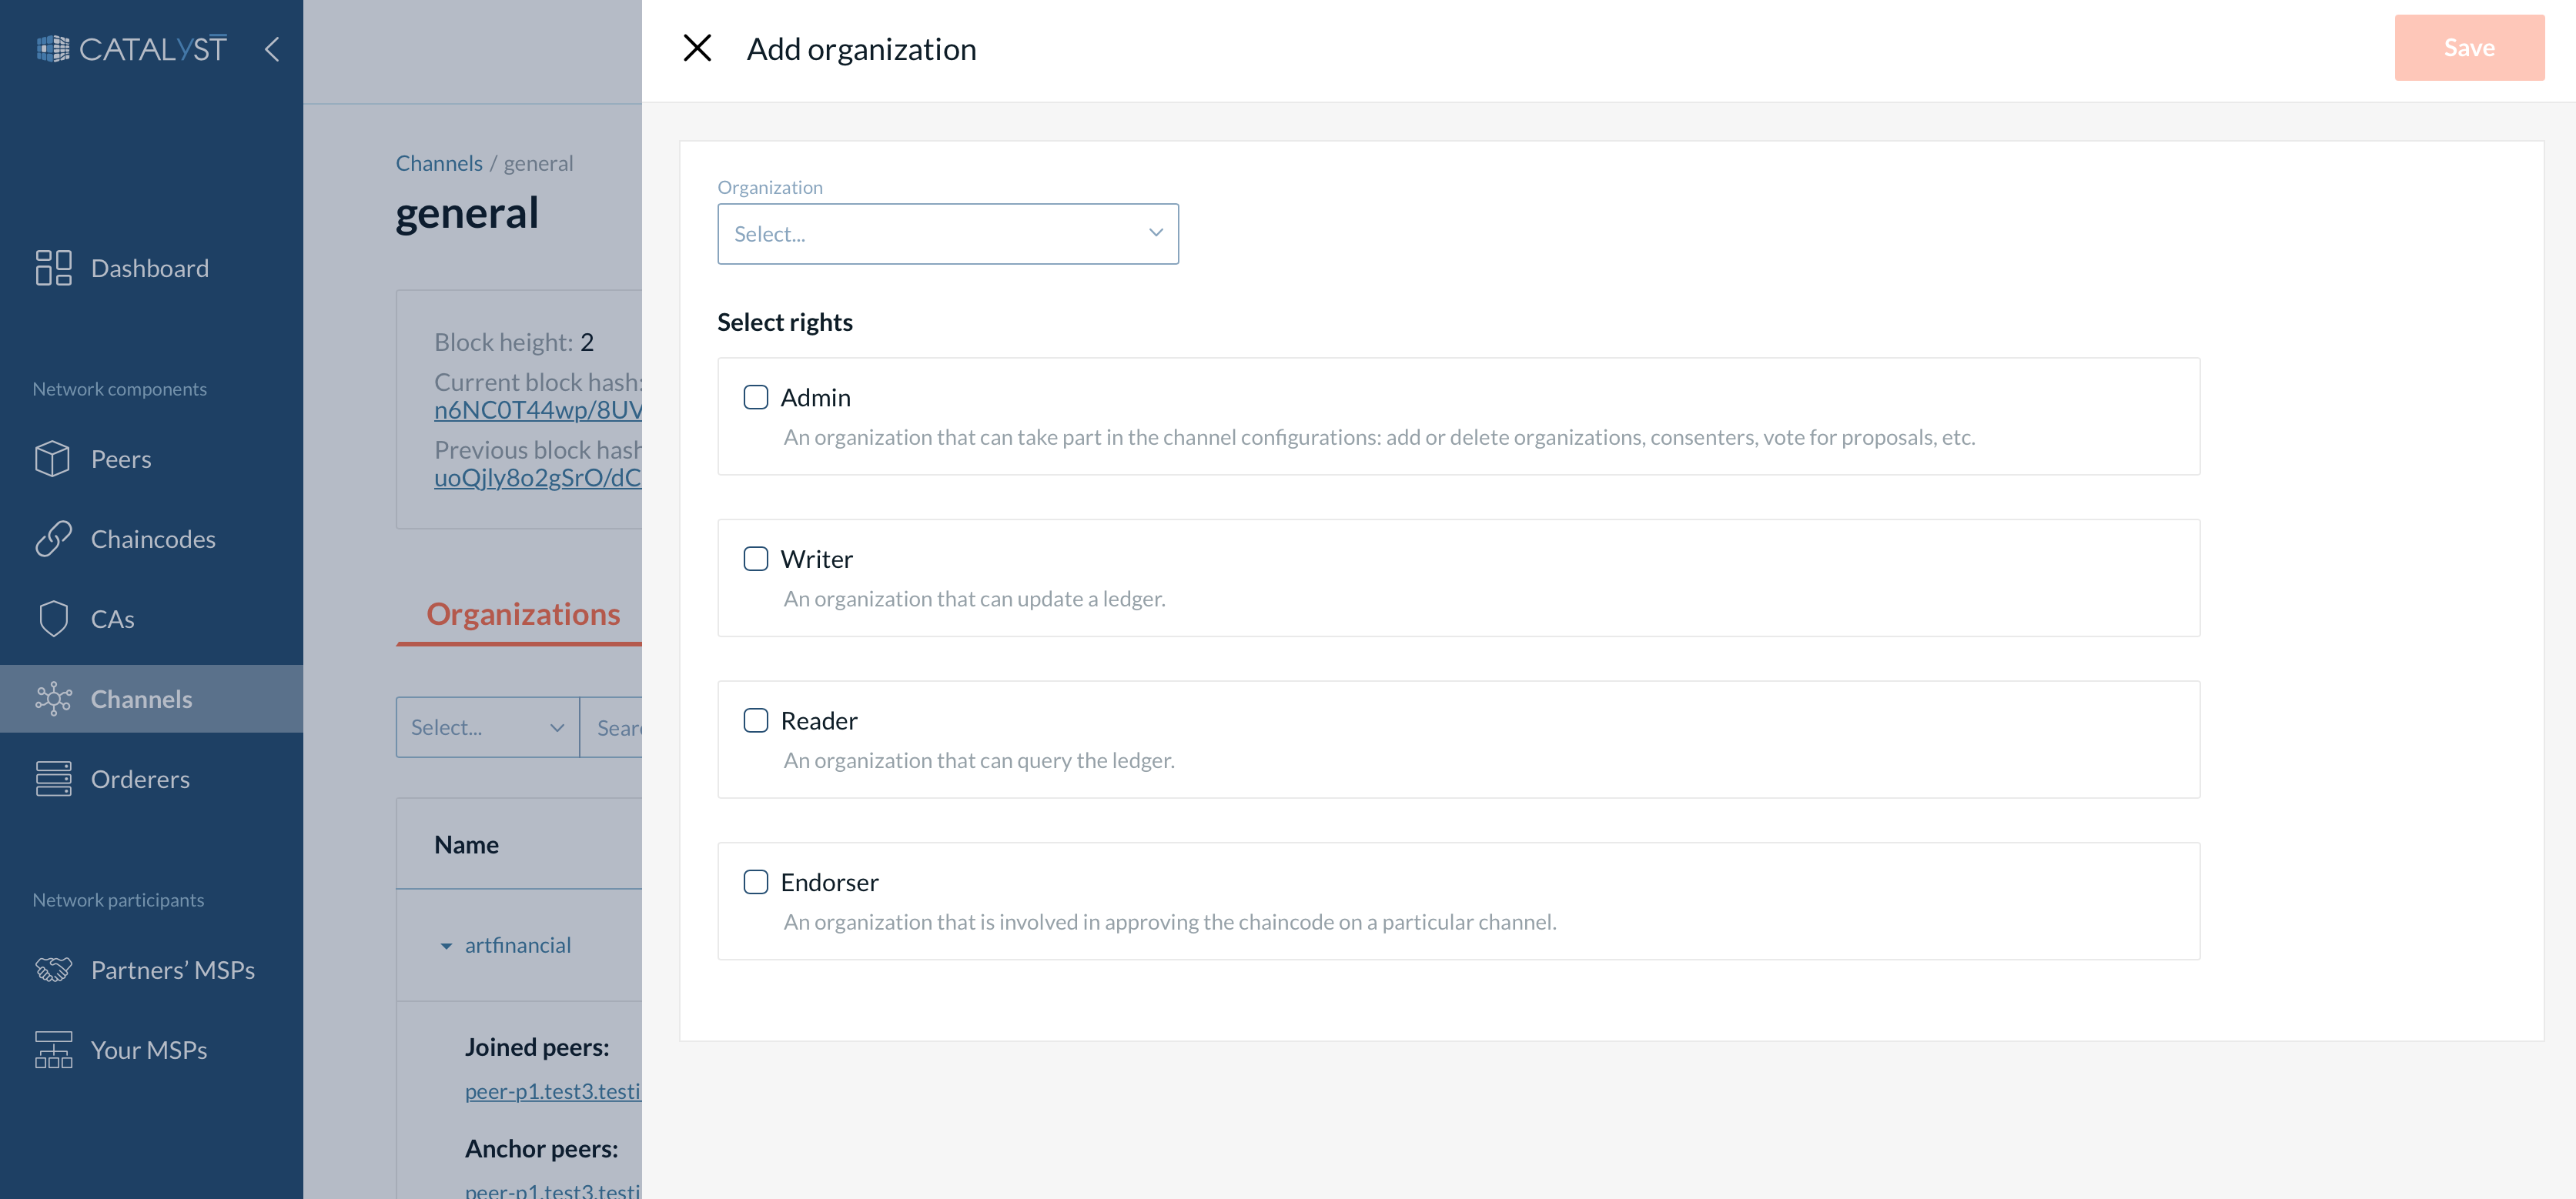 CATALYST
Dashboard
Network components
Peers
Chaincodes
CAs
Channels
Orderers
Network participants
Partners’ MSPs
Your MSPs
Channels / general
general
Block height: 2
Current block hash:
n6NC0T44wp/8UV
Previous block hash
uoQjly8o2gSrO/dC
Organizations
Select...
Sear
Name
artfinancial
Joined peers:
peer-p1.test3.testi
Anchor peers:
peer-p1.test3.testi
Add organization
Save
Organization
Select...
Select rights
Admin
An organization that can take part in the channel configurations: add or delete organizations, consenters, vote for proposals, etc.
Writer
An organization that can update a ledger.
Reader
An organization that can query the ledger.
Endorser
An organization that is involved in approving the chaincode on a particular channel.